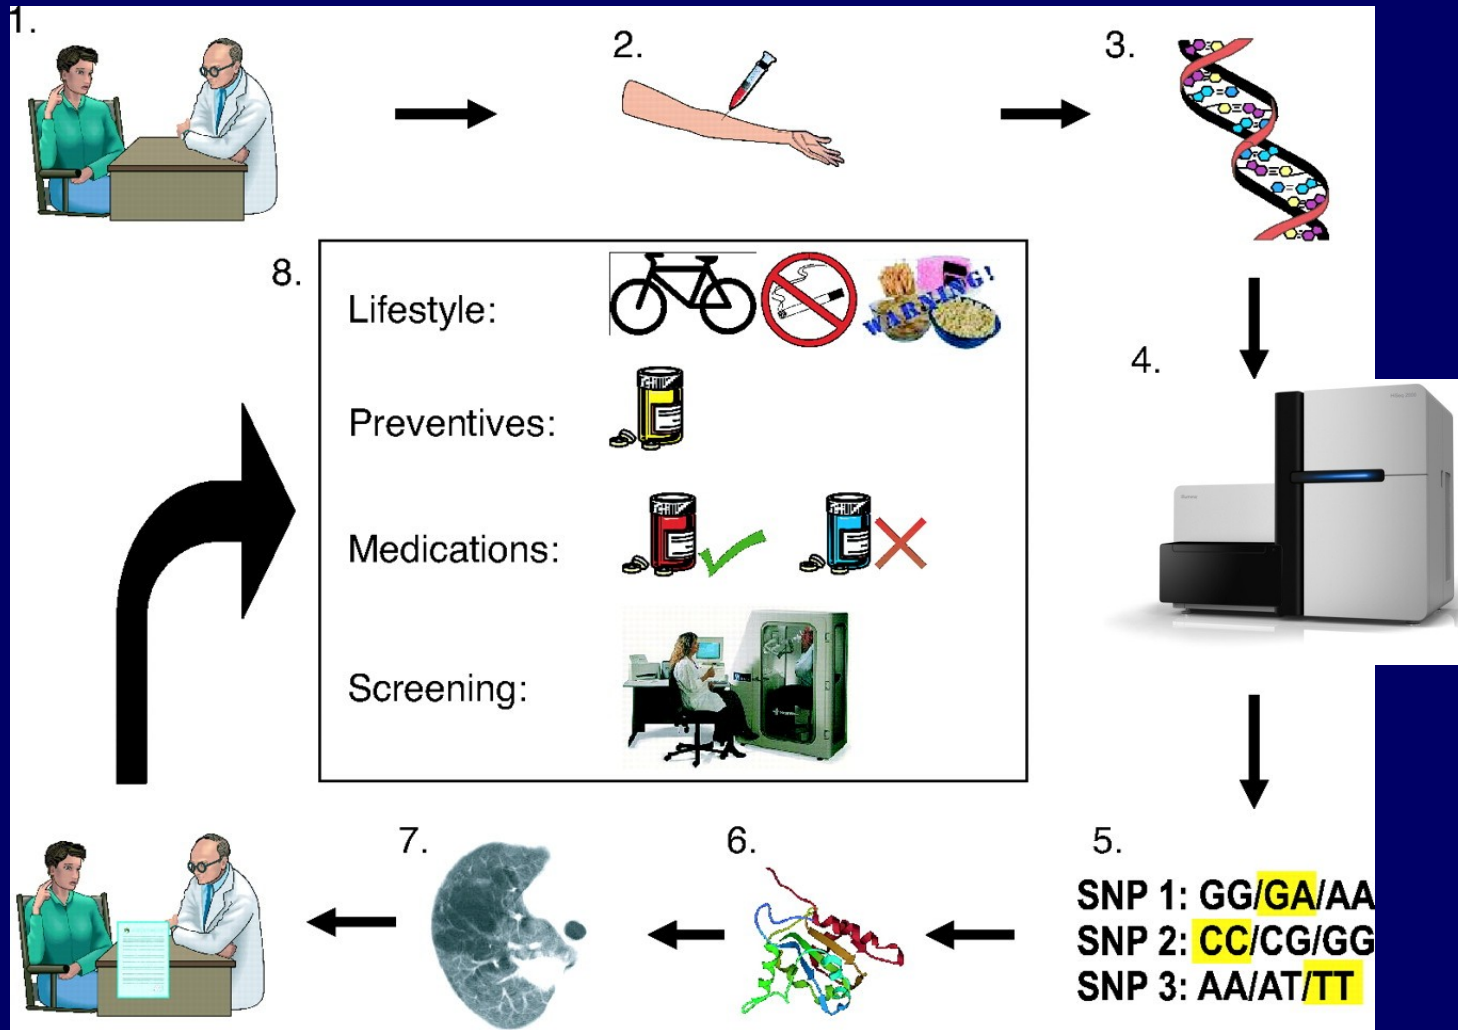 1.
2.
3.
8.
Lifestyle:
WARNING!
4.
Preventives:
Medications:
Screening:
7.
6.
5.
SNP 1: GG/GA/AA
SNP 2: CC/CG/GG
SNP 3: AA/AT/TT